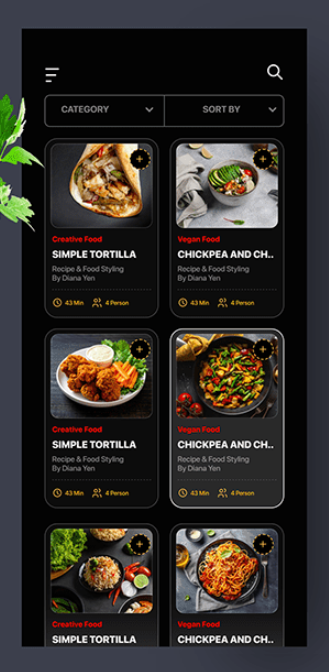 CATEGORY
SORT BY
Creative Food
SIMPLE TORTILLA
Recipe & Food Styling
By Diana Yen
43 Min
4 Person
Vegan Food
CHICKPEA AND CH..
Recipe & Food Styling
By Diana Yen
43 Min
4 Person
Creative Food
SIMPLE TORTILLA
Recipe & Food Styling
By Diana Yen
43 Min
4 Person
Vegan Food
CHICKPEA AND CH..
Recipe & Food Styling
By Diana Yen
43 Min
4 Person
Creative Food
SIMPLE TORTILLA
Vegan Food
CHICKPEA AND CH..